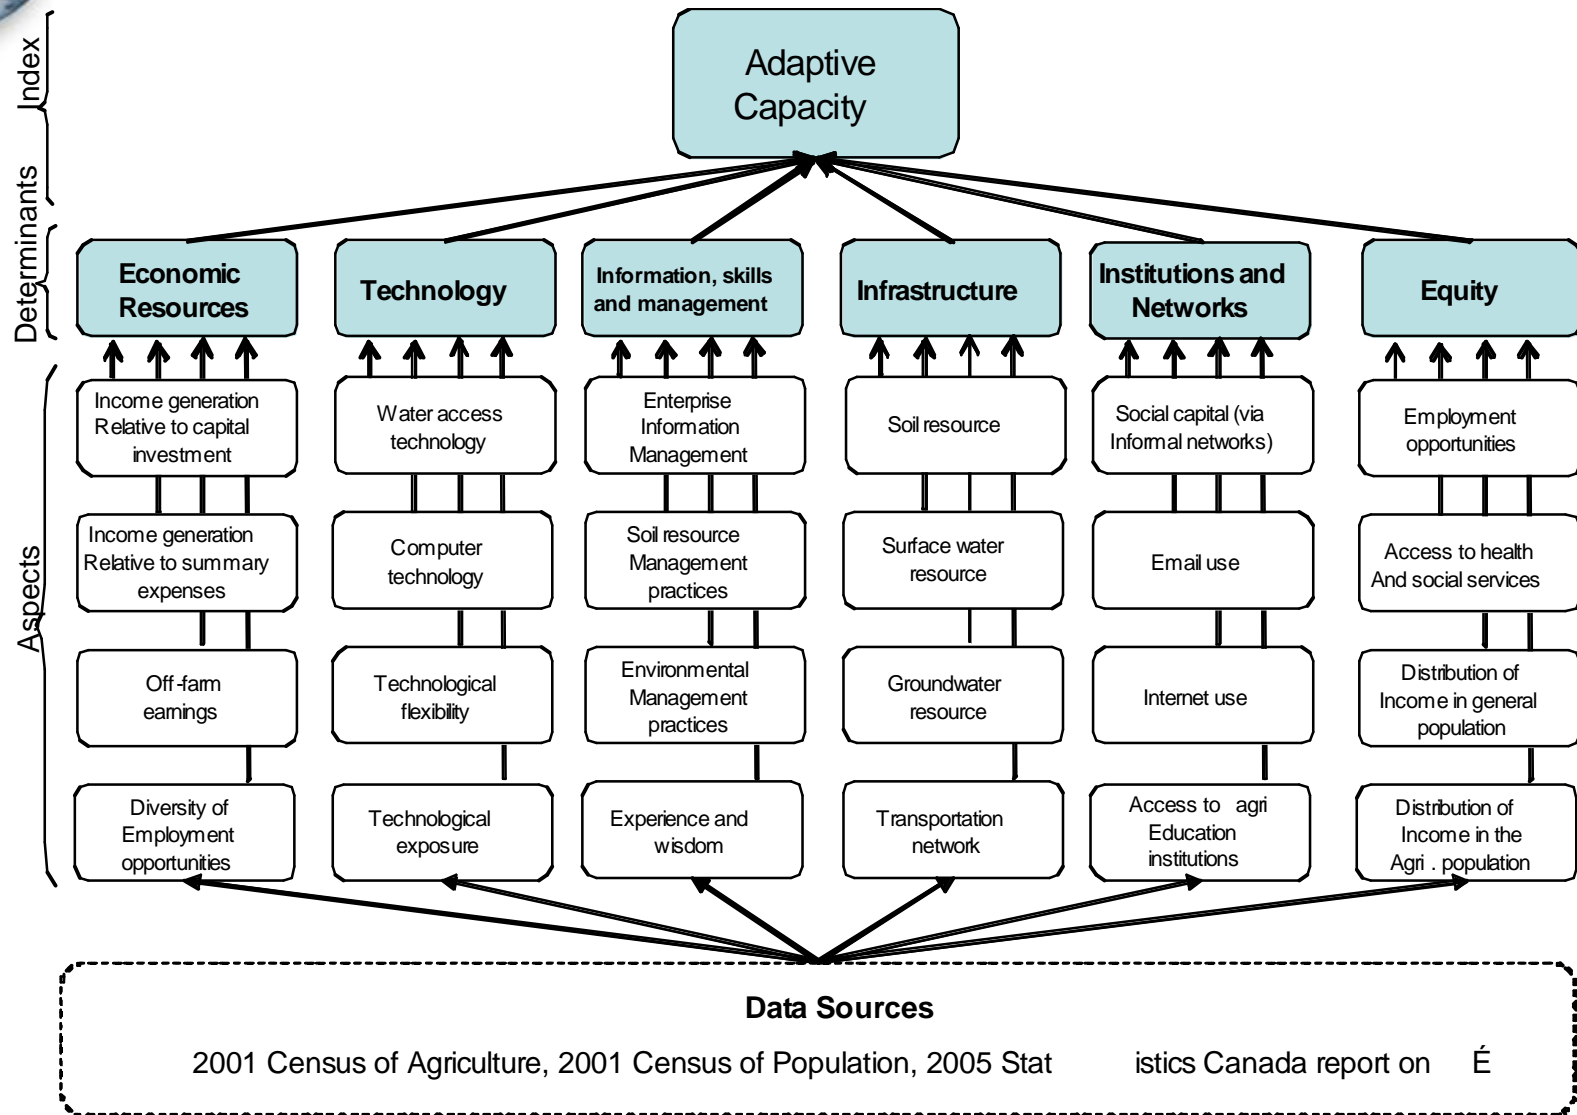 Index
Adaptive
Capacity
Determinants
Economic
Resources
Technology
Information, skills
and management
Infrastructure
Institutions and
Networks
Equity
Aspects
Income generation
Relative to capital
investment
Water access
technology
Enterprise
Information
Management
Soil resource
Social capital (via
Informal networks)
Employment
opportunities
Income generation
Relative to summary
expenses
Computer
technology
Soil resource
Management
practices
Surface water
resource
Email use
Access to health
And social services
Off-farm
earnings
Technological
flexibility
Environmental
Management
practices
Groundwater
resource
Internet use
Distribution of
Income in general
population
Diversity of
Employment
opportunities
Technological
exposure
Experience and
wisdom
Transportation
network
Access to agri
Education
institutions
Distribution of
Income in the
Agri . population
Data Sources
2001 Census of Agriculture, 2001 Census of Population, 2005 Stat istics Canada report on É